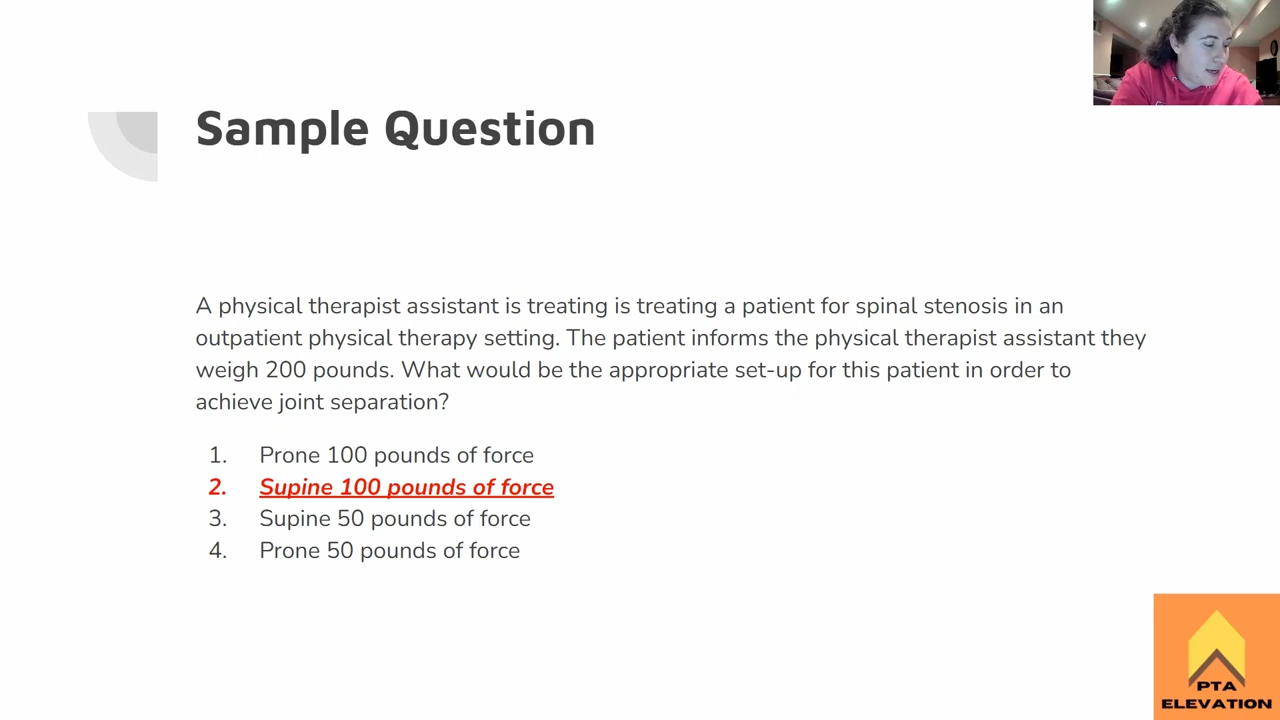 Sample Question
A physical therapist assistant is treating is treating a patient for spinal stenosis in an
outpatient physical therapy setting. The patient informs the physical therapist assistant they
weigh 200 pounds. What would be the appropriate set-up for this patient in order to
achieve joint separation?
1. Prone 100 pounds of force
2. Supine 100 pounds of force
3. Supine 50 pounds of force
4. Prone 50 pounds of force
PTA
ELEVATION